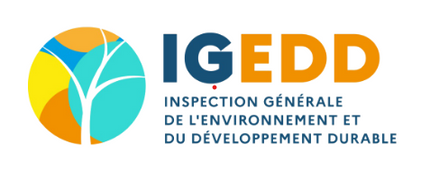 IGEDD
INSPECTION GÉNÉRALE
DE L'ENVIRONNEMENT ET
DU DÉVELOPPEMENT DURABLE